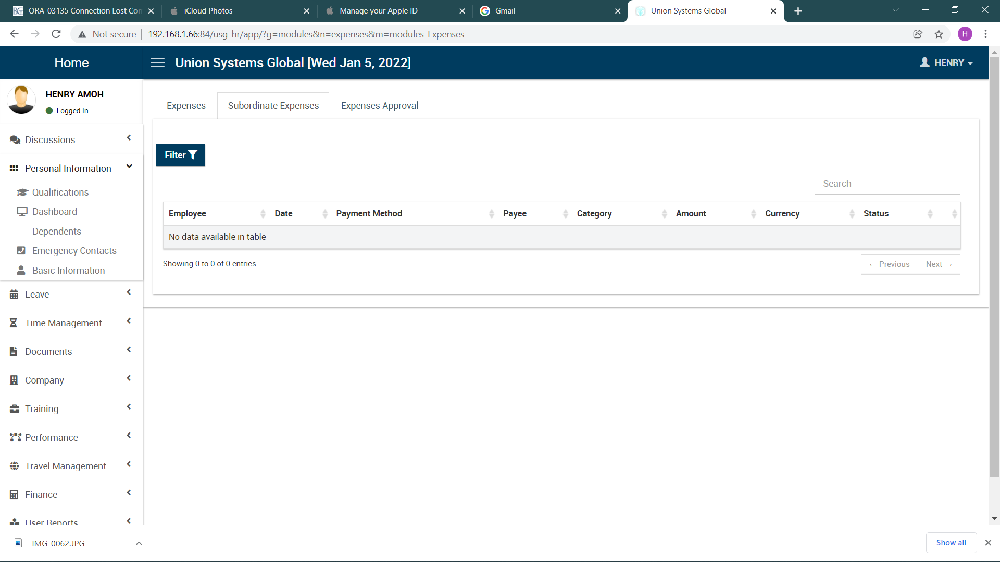 ORA-03135 Connection Lost Con
iCloud Photos
Manage your Apple ID
Gmail
Union Systems Global
Not secure
192.168.1.66:84/usg_hr/app/?g=modules&n=expenses&m=modules_Expenses
H
Home
Union Systems Global [Wed Jan 5, 2022]
HENRY
HENRY AMOH
Logged In
Discussions
Personal Information
Qualifications
Dashboard
Dependents
Emergency Contacts
Basic Information
Leave
Time Management
Documents
Company
Training
Performance
Travel Management
Finance
User Reports
Expenses
Subordinate Expenses
Expenses Approval
Filter
Search
Employee Date Payment Method Payee Category Amount Currency Status
No data available in table
Showing 0 to 0 of 0 entries
← Previous
Next →
IMG_0062.JPG
Show all